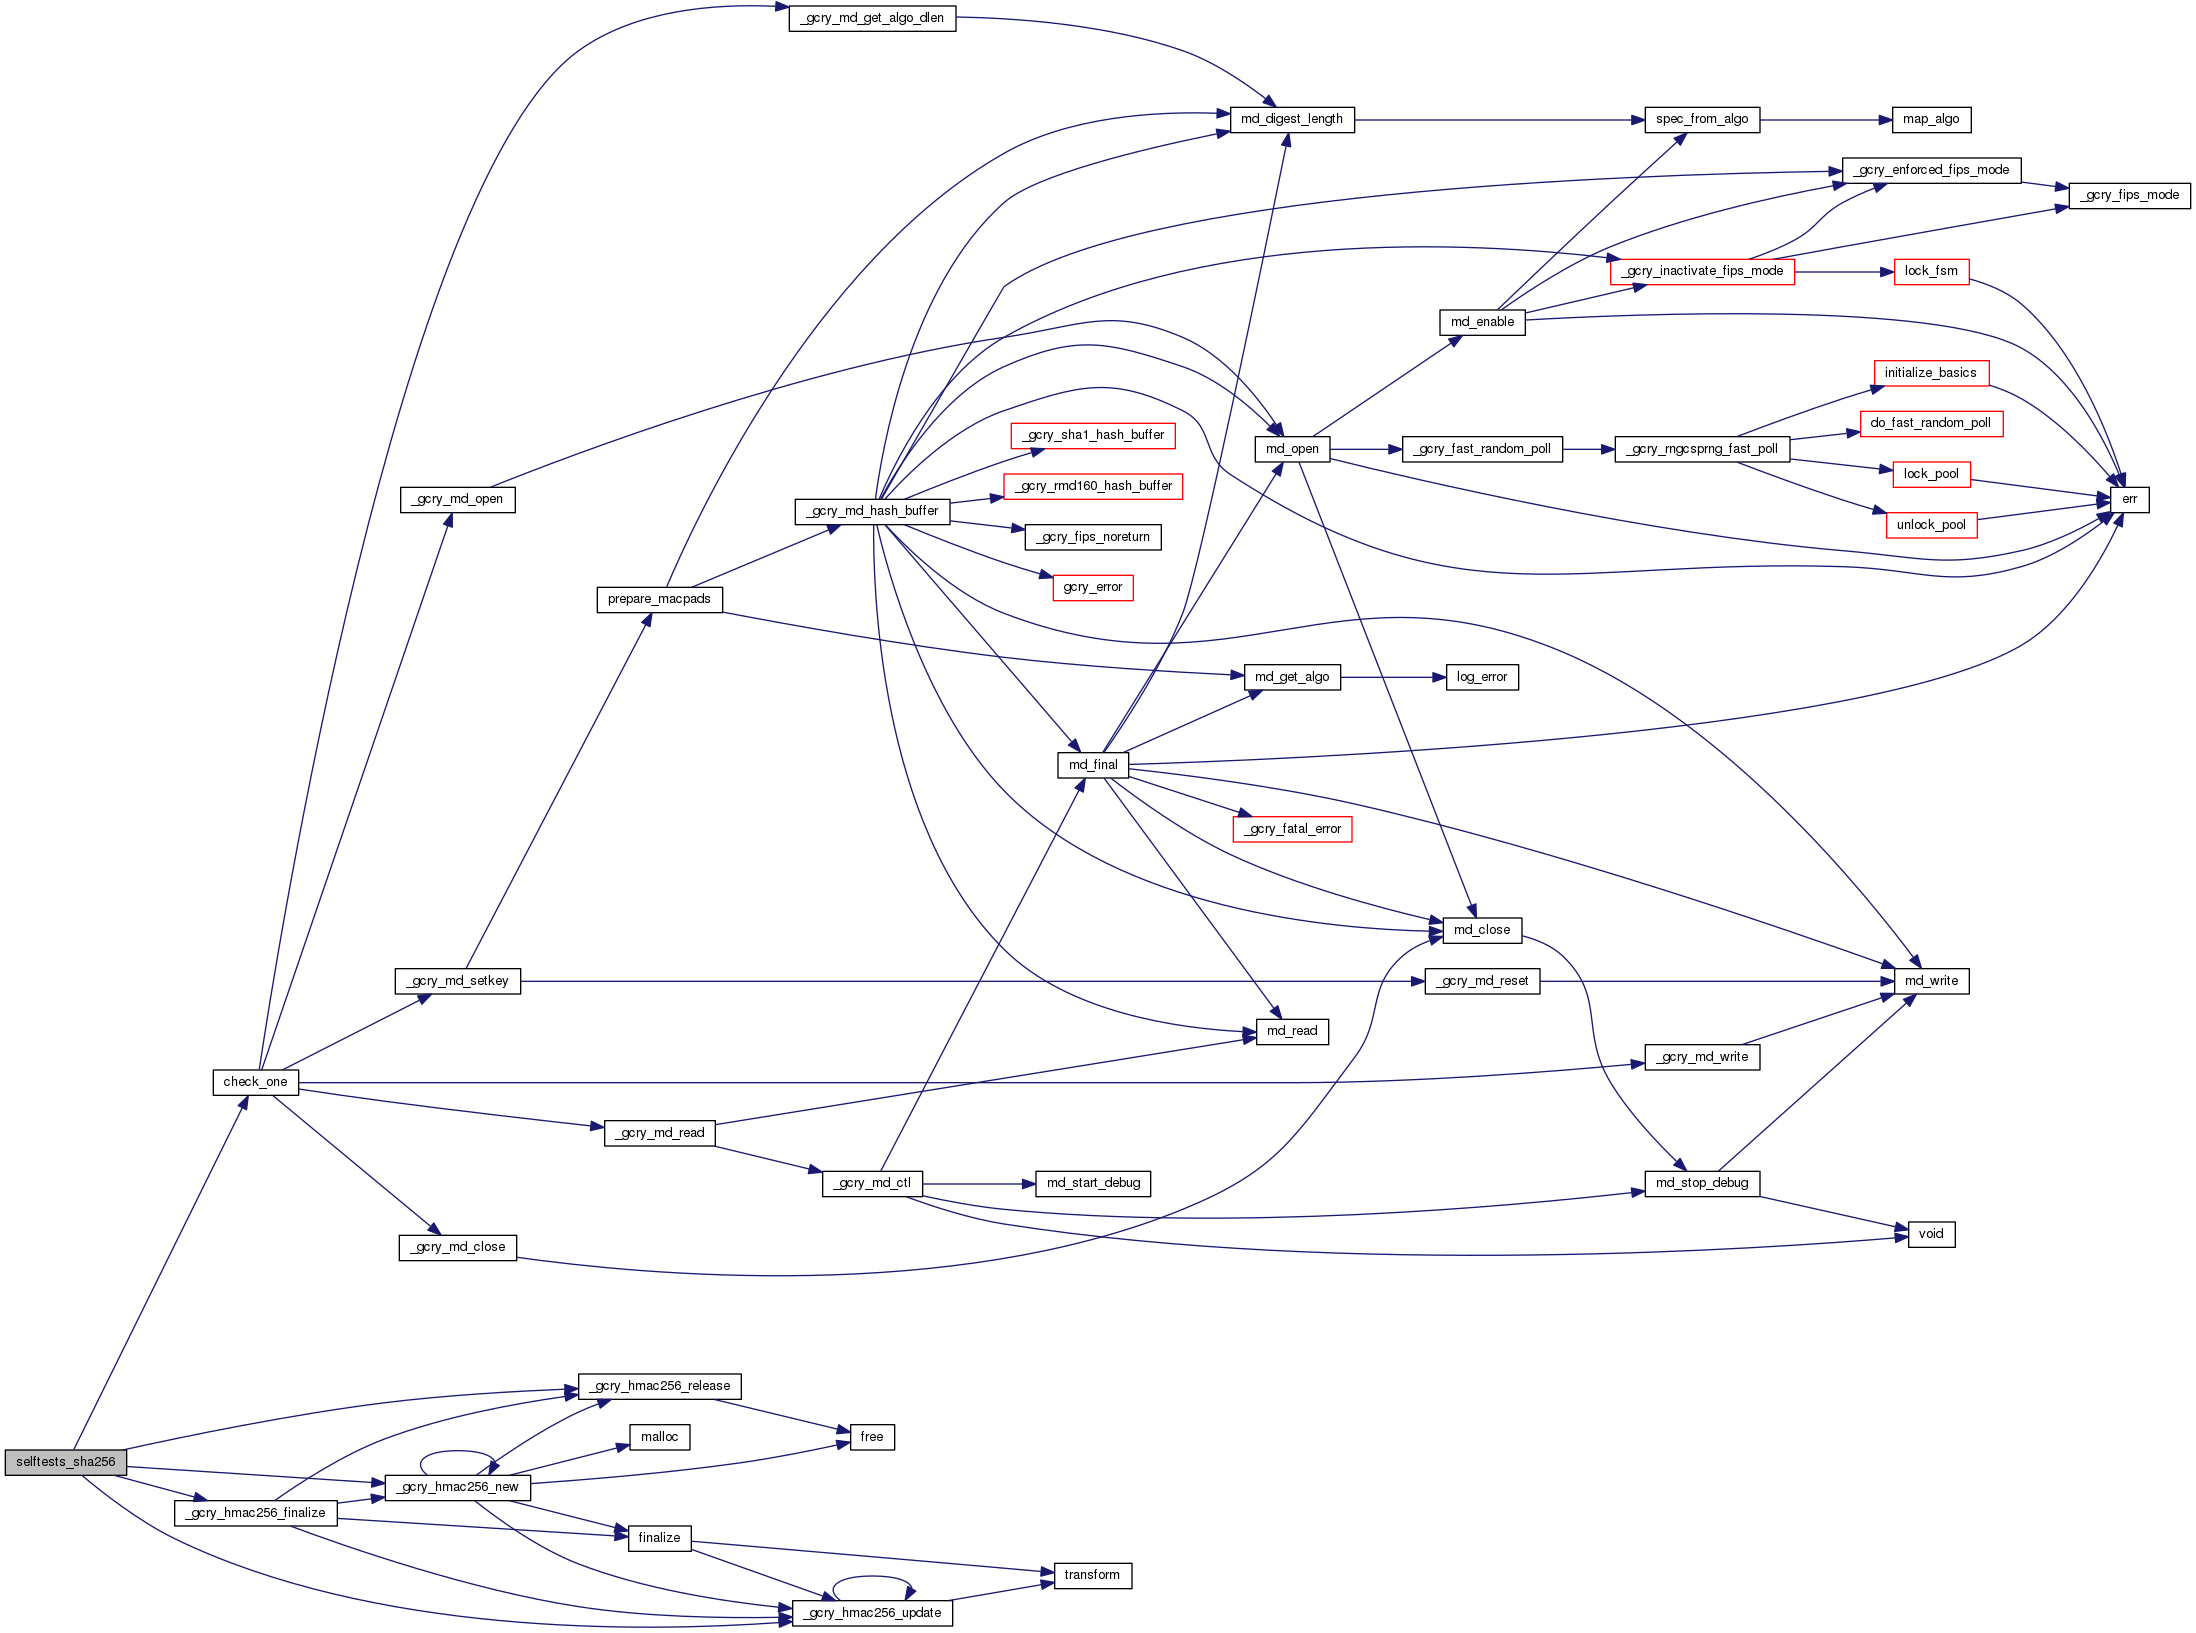 _gcry_md_get_algo_dlen
md_digest_length
spec_from_algo
map_algo
_gcry_enforced_fips_mode
_gcry_fips_mode
_gcry_inactivate_fips_mode
lock_fsm
md_enable
initialize_basics
do_fast_random_poll
_gcry_sha1_hash_buffer
md_open
_gcry_fast_random_poll
_gcry_rngcsprng_fast_poll
lock_pool
_gcry_rmd160_hash_buffer
_gcry_md_open
err
_gcry_md_hash_buffer
unlock_pool
_gcry_fips_noreturn
gcry_error
prepare_macpads
md_get_algo
log_error
md_final
_gcry_fatal_error
md_close
_gcry_md_setkey
_gcry_md_reset
md_write
md_read
_gcry_md_write
check_one
_gcry_md_read
_gcry_md_ctl
md_start_debug
md_stop_debug
void
_gcry_md_close
_gcry_hmac256_release
malloc
free
selftests_sha256
_gcry_hmac256_new
_gcry_hmac256_finalize
finalize
transform
_gcry_hmac256_update